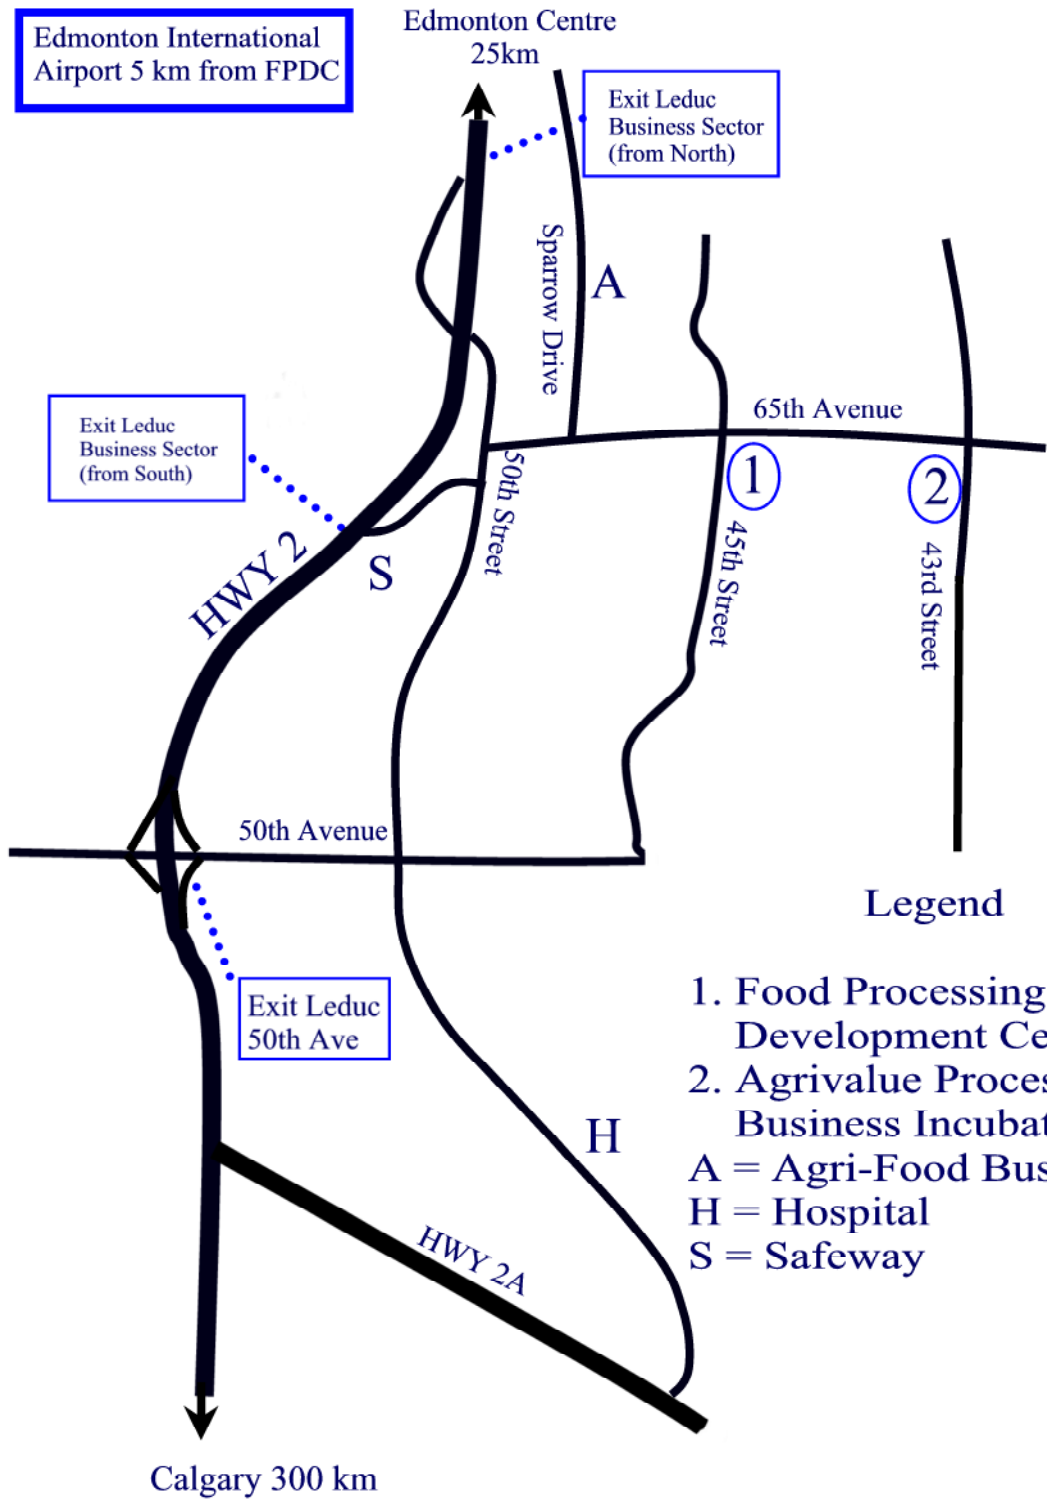 Edmonton International
Airport 5 km from FPDC
Edmonton Centre
25km
Exit Leduc
Business Sector
(from North)
Sparrow Drive
A
65th Avenue
Exit Leduc
Business Sector
(from South)
50th Street
1
2
HWY 2
S
45th Street
43rd Street
50th Avenue
Exit Leduc
50th Ave
Legend
1. Food Processing
Development Ce
2. Agrivalue Proces
Business Incubat
A = Agri-Food Bus
H = Hospital
S = Safeway
H
HWY 2A
Calgary 300 km